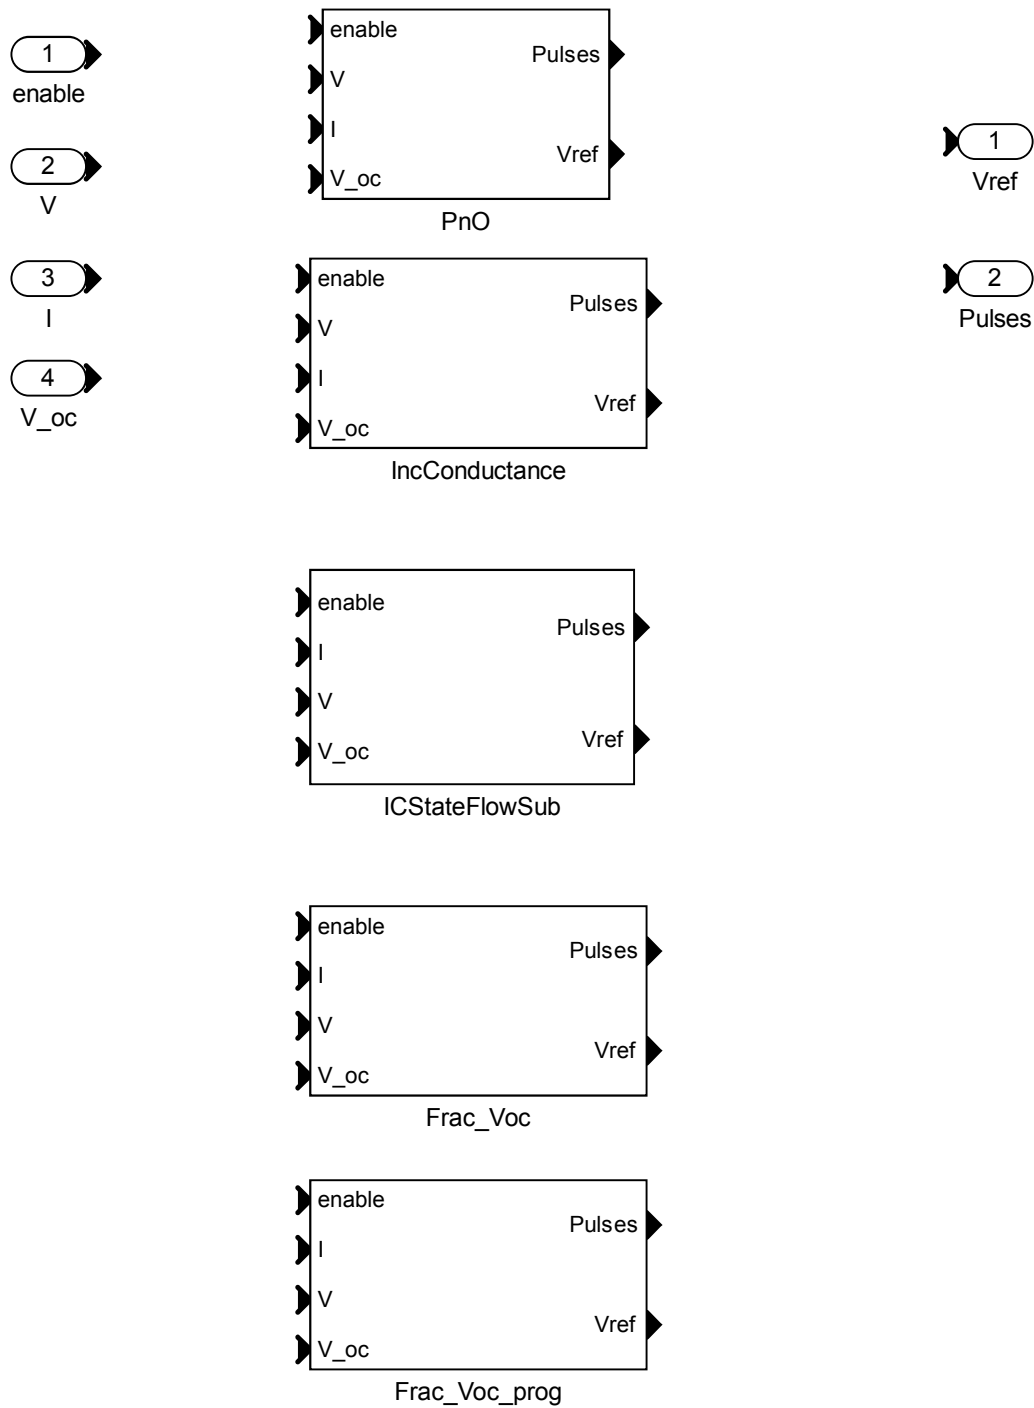 1
enable
2
V
3
I
4
V_oc
enable
V
I
V_oc
Pulses
Vref
PnO
enable
V
I
V_oc
Pulses
Vref
IncConductance
enable
I
V
V_oc
Pulses
Vref
ICStateFlowSub
enable
I
V
V_oc
Pulses
Vref
Frac_Voc
enable
I
V
V_oc
Pulses
Vref
Frac_Voc_prog
1
Vref
2
Pulses